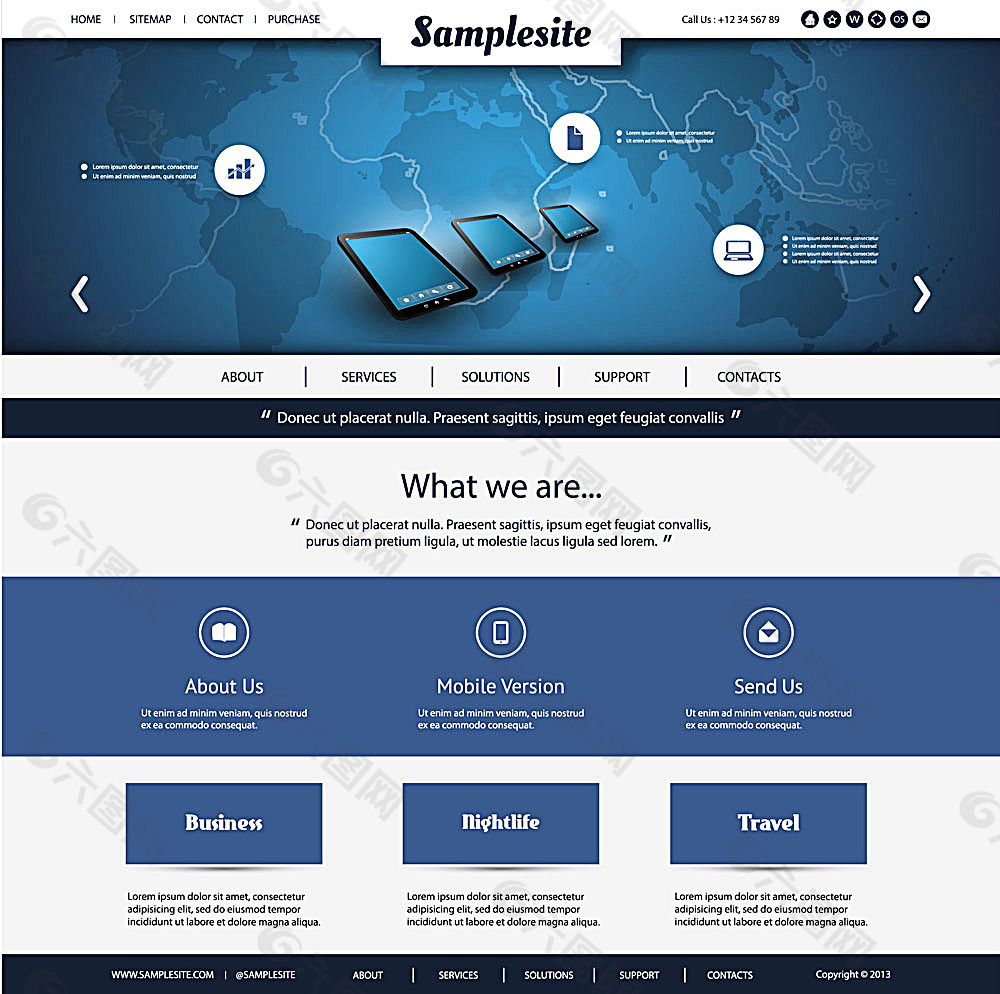 HOME | SITEMAP | CONTACT | PURCHASE
Samplesite
Call Us : +12 34 567 89
W
OS
Lorem ipsum dolor sit amet, consectetur
Ut enim ad minim veniam, quis nostrud
Lorem ipsum dolor sit amet, consectetur
Ut enim ad minim veniam, quis nostrud
Lorem ipsum dolor sit amet, consectetur
Ut enim ad minim veniam, quis nostrud
Lorem ipsum dolor sit amet, consectetur
Ut enim ad minim veniam, quis nostrud
ABOUT | SERVICES | SOLUTIONS | SUPPORT | CONTACTS
“ Donec ut placerat nulla. Praesent sagittis, ipsum eget feugiat convallis ”
What we are...
“ Donec ut placerat nulla. Praesent sagittis, ipsum eget feugiat convallis,
purus diam pretium ligula, ut molestie lacus ligula sed lorem. ”
About Us
Ut enim ad minim veniam, quis nostrud
ex ea commodo consequat.
Mobile Version
Ut enim ad minim veniam, quis nostrud
ex ea commodo consequat.
Send Us
Ut enim ad minim veniam, quis nostrud
ex ea commodo consequat.
Business
Lorem ipsum dolor sit amet, consectetur
adipisicing elit, sed do eiusmod tempor
incididunt ut labore et dolore magna aliqua.
Nightlife
Lorem ipsum dolor sit amet, consectetur
adipisicing elit, sed do eiusmod tempor
incididunt ut labore et dolore magna aliqua.
Travel
Lorem ipsum dolor sit amet, consectetur
adipisicing elit, sed do eiusmod tempor
incididunt ut labore et dolore magna aliqua.
WWW.SAMPLESITE.COM | @SAMPLESITE
ABOUT | SERVICES | SOLUTIONS | SUPPORT | CONTACTS
Copyright © 2013
六图网